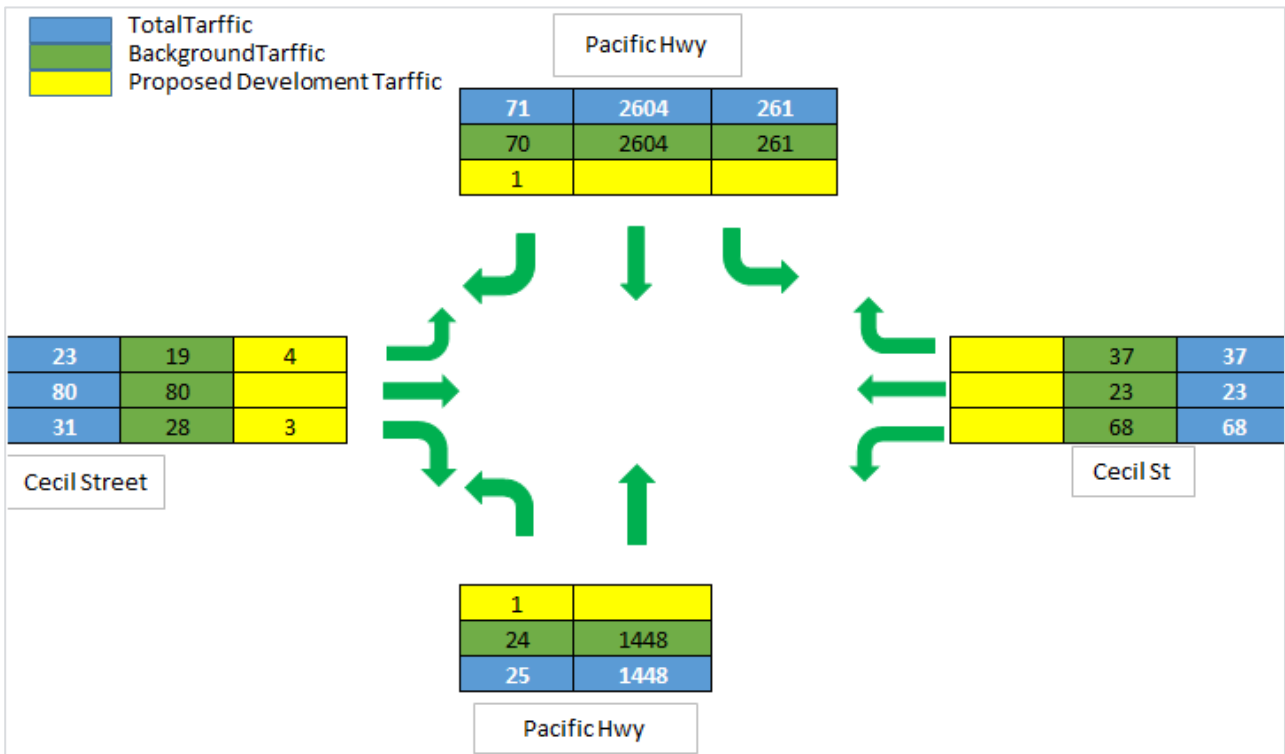 TotalTarffic
BackgroundTarffic
Proposed Develoment Tarffic
Pacific Hwy
71 2604 261
70 2604 261
1
23 19 4
80 80
31 28 3
Cecil Street
37 37
23 23
68 68
Cecil St
1
24 1448
25 1448
Pacific Hwy